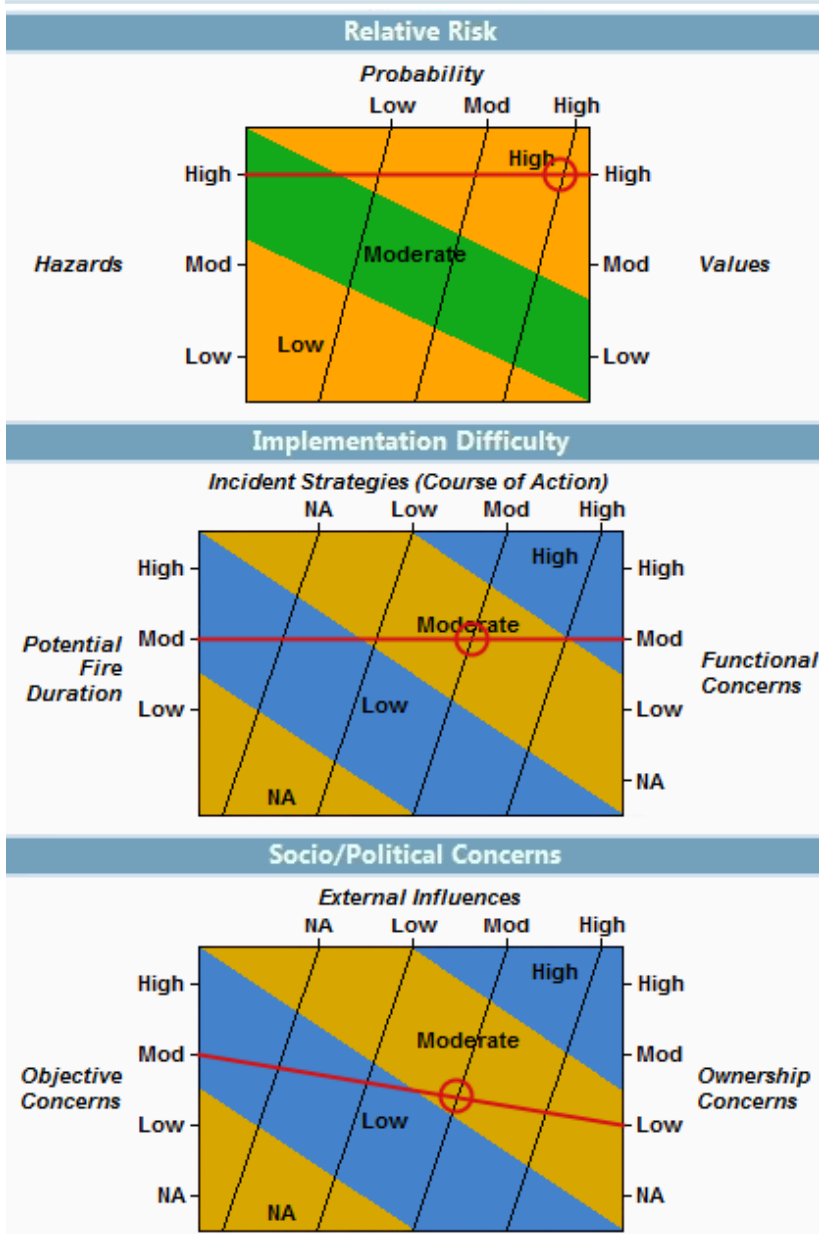 Relative Risk
Probability
Low Mod High
High High High
Hazards Mod Moderate Mod Values
Low Low Low
Implementation Difficulty
Incident Strategies (Course of Action)
NA Low Mod High
High High High
Potential Fire Duration Mod Moderate Mod Functional Concerns
Low Low Low
NA NA
Socio/Political Concerns
External Influences
NA Low Mod High
High High High
Objective Concerns Mod Moderate Mod Ownership Concerns
Low Low Low
NA NA NA